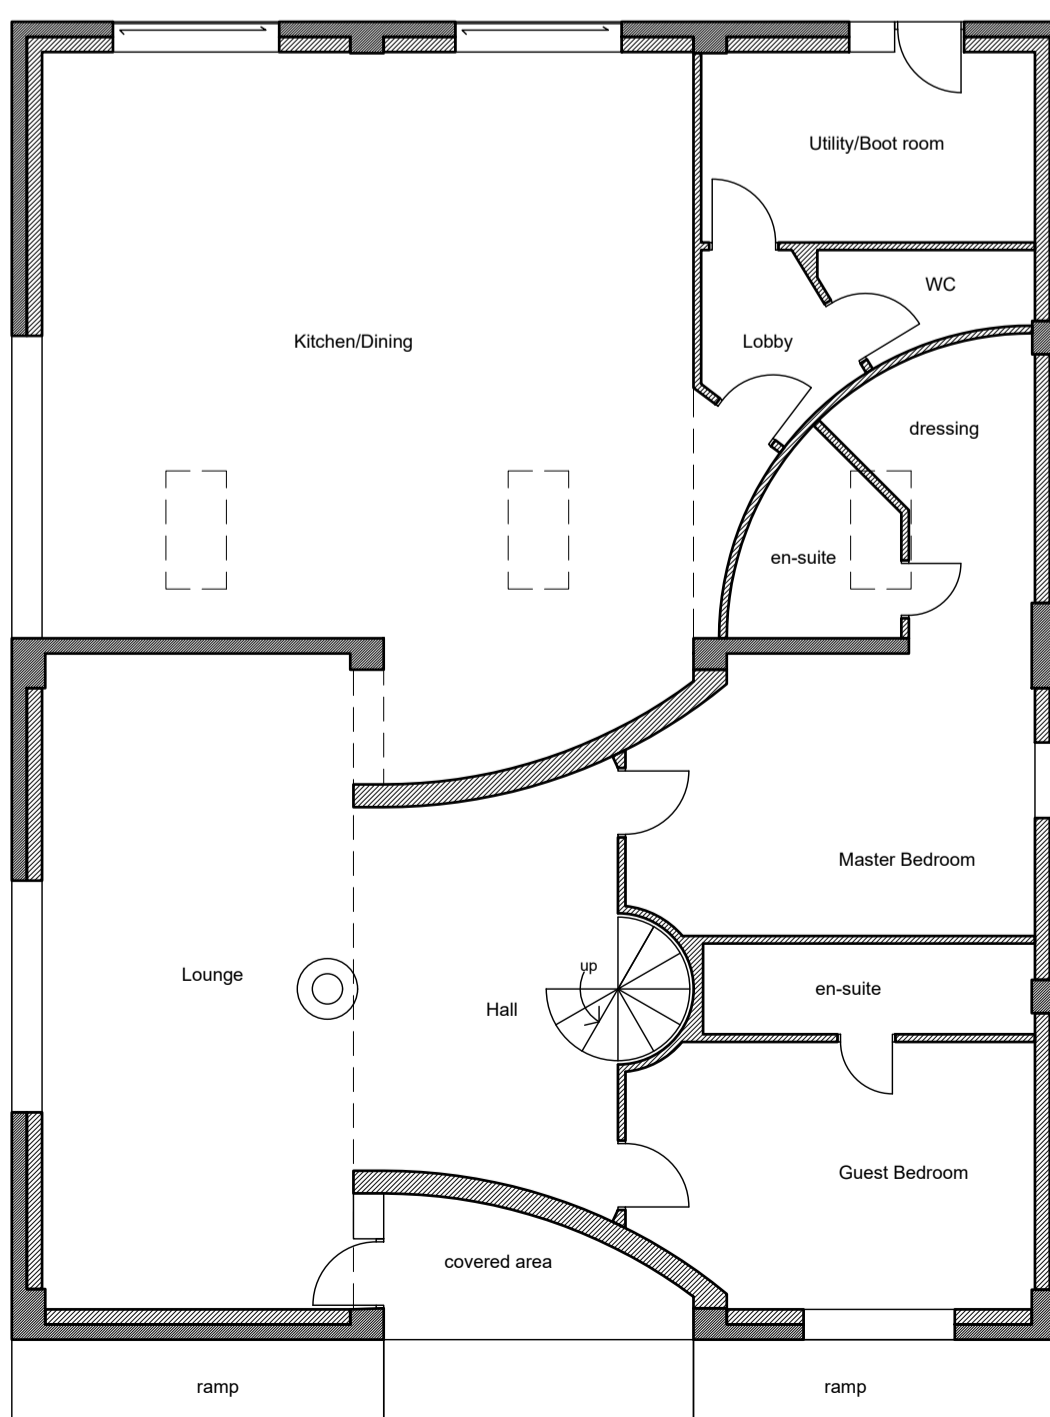 Utility/Boot room
WC
Kitchen/Dining
Lobby
dressing
en-suite
Master Bedroom
up
Lounge
en-suite
Hall
Guest Bedroom
covered area
ramp
ramp